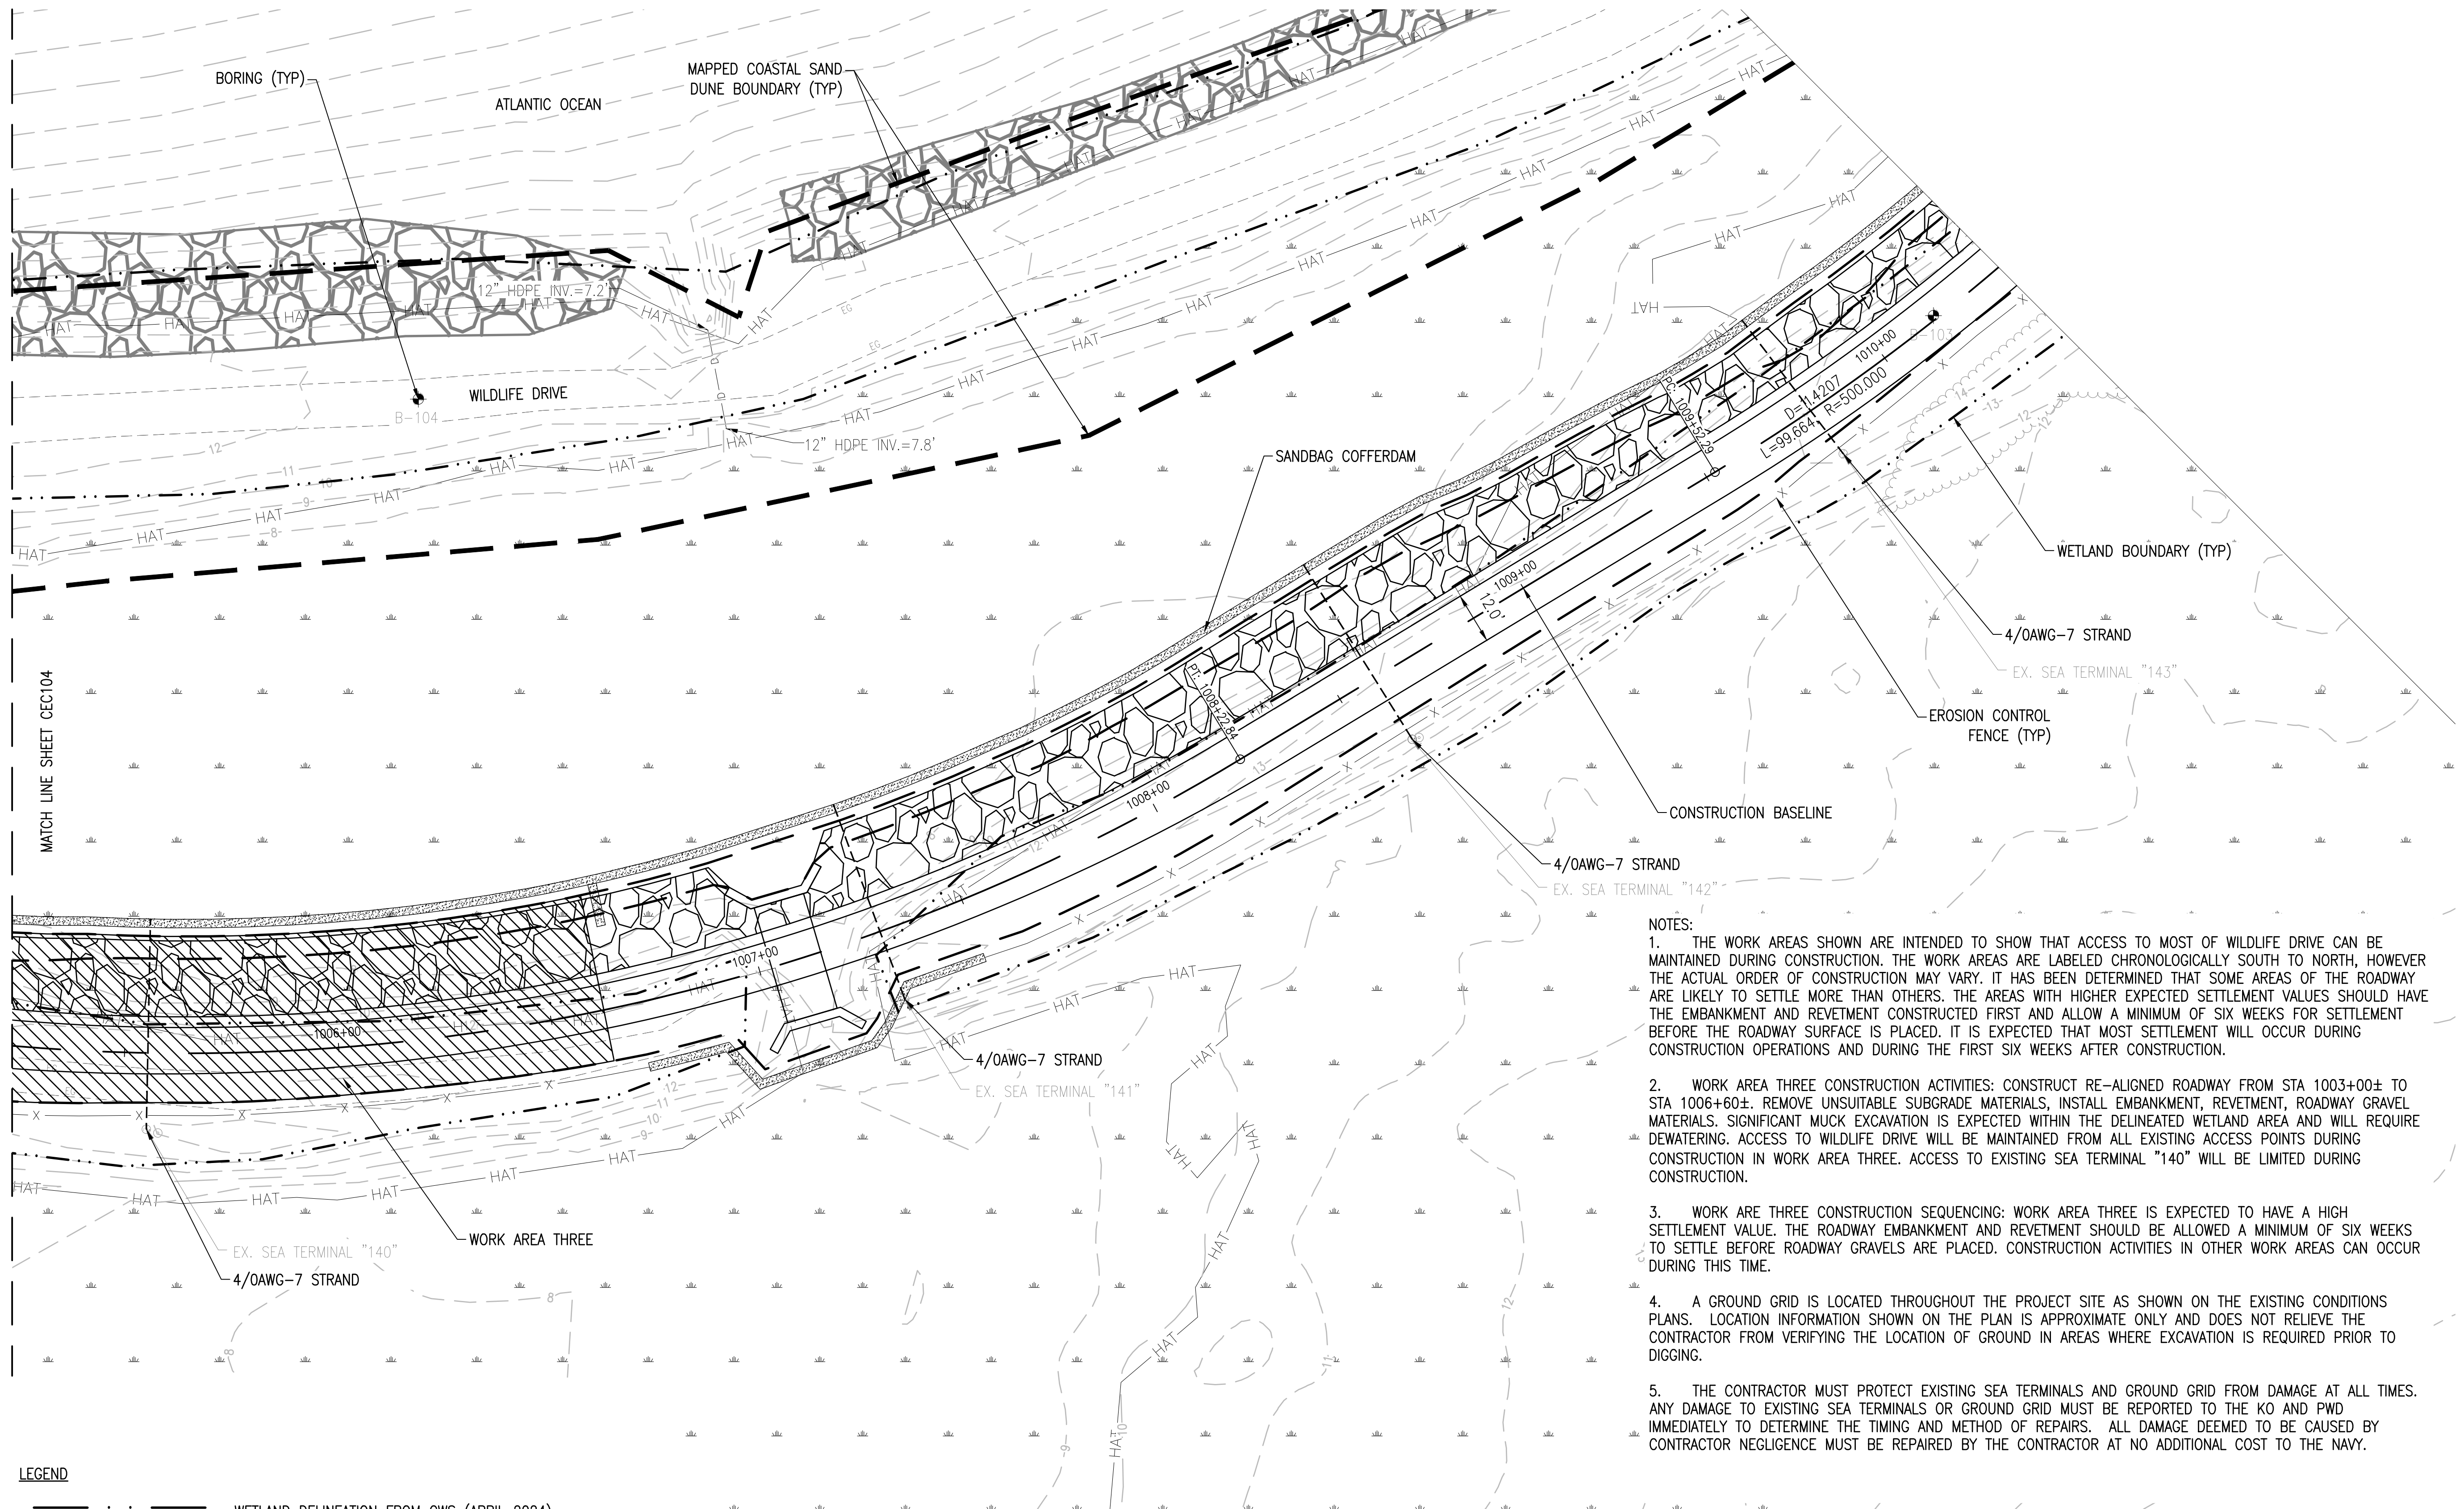 BORING (TYP)
ATLANTIC OCEAN
MAPPED COASTAL SAND
DUNE BOUNDARY (TYP)
12" HDPE INV.=7.2'
WILDLIFE DRIVE
B-104
12" HDPE INV.=7.8'
SANDBAG COFFERDAM
PC: 1009+52.29
D=11.4207
L=99.664 R=500.000
1010+00
B-103
WETLAND BOUNDARY (TYP)
4/0AWG-7 STRAND
EX. SEA TERMINAL "143"
EROSION CONTROL
FENCE (TYP)
1009+00
12.0'
CONSTRUCTION BASELINE
PT: 1008+22.84
1008+00
4/0AWG-7 STRAND
EX. SEA TERMINAL "142"
MATCH LINE SHEET CEC104
1007+00
1006+00
4/0AWG-7 STRAND
EX. SEA TERMINAL "141"
WORK AREA THREE
EX. SEA TERMINAL "140"
4/0AWG-7 STRAND
NOTES:
1. THE WORK AREAS SHOWN ARE INTENDED TO SHOW THAT ACCESS TO MOST OF WILDLIFE DRIVE CAN BE
MAINTAINED DURING CONSTRUCTION. THE WORK AREAS ARE LABELED CHRONOLOGICALLY SOUTH TO NORTH, HOWEVER
THE ACTUAL ORDER OF CONSTRUCTION MAY VARY. IT HAS BEEN DETERMINED THAT SOME AREAS OF THE ROADWAY
ARE LIKELY TO SETTLE MORE THAN OTHERS. THE AREAS WITH HIGHER EXPECTED SETTLEMENT VALUES SHOULD HAVE
THE EMBANKMENT AND REVETMENT CONSTRUCTED FIRST AND ALLOW A MINIMUM OF SIX WEEKS FOR SETTLEMENT
BEFORE THE ROADWAY SURFACE IS PLACED. IT IS EXPECTED THAT MOST SETTLEMENT WILL OCCUR DURING
CONSTRUCTION OPERATIONS AND DURING THE FIRST SIX WEEKS AFTER CONSTRUCTION.
2. WORK AREA THREE CONSTRUCTION ACTIVITIES: CONSTRUCT RE-ALIGNED ROADWAY FROM STA 1003+00± TO
STA 1006+60±. REMOVE UNSUITABLE SUBGRADE MATERIALS, INSTALL EMBANKMENT, REVETMENT, ROADWAY GRAVEL
MATERIALS. SIGNIFICANT MUCK EXCAVATION IS EXPECTED WITHIN THE DELINEATED WETLAND AREA AND WILL REQUIRE
DEWATERING. ACCESS TO WILDLIFE DRIVE WILL BE MAINTAINED FROM ALL EXISTING ACCESS POINTS DURING
CONSTRUCTION IN WORK AREA THREE. ACCESS TO EXISTING SEA TERMINAL "140" WILL BE LIMITED DURING
CONSTRUCTION.
3. WORK ARE THREE CONSTRUCTION SEQUENCING: WORK AREA THREE IS EXPECTED TO HAVE A HIGH
SETTLEMENT VALUE. THE ROADWAY EMBANKMENT AND REVETMENT SHOULD BE ALLOWED A MINIMUM OF SIX WEEKS
TO SETTLE BEFORE ROADWAY GRAVELS ARE PLACED. CONSTRUCTION ACTIVITIES IN OTHER WORK AREAS CAN OCCUR
DURING THIS TIME.
4. A GROUND GRID IS LOCATED THROUGHOUT THE PROJECT SITE AS SHOWN ON THE EXISTING CONDITIONS
PLANS. LOCATION INFORMATION SHOWN ON THE PLAN IS APPROXIMATE ONLY AND DOES NOT RELIEVE THE
CONTRACTOR FROM VERIFYING THE LOCATION OF GROUND IN AREAS WHERE EXCAVATION IS REQUIRED PRIOR TO
DIGGING.
5. THE CONTRACTOR MUST PROTECT EXISTING SEA TERMINALS AND GROUND GRID FROM DAMAGE AT ALL TIMES.
ANY DAMAGE TO EXISTING SEA TERMINALS OR GROUND GRID MUST BE REPORTED TO THE KO AND PWD
IMMEDIATELY TO DETERMINE THE TIMING AND METHOD OF REPAIRS. ALL DAMAGE DEEMED TO BE CAUSED BY
CONTRACTOR NEGLIGENCE MUST BE REPAIRED BY THE CONTRACTOR AT NO ADDITIONAL COST TO THE NAVY.
LEGEND